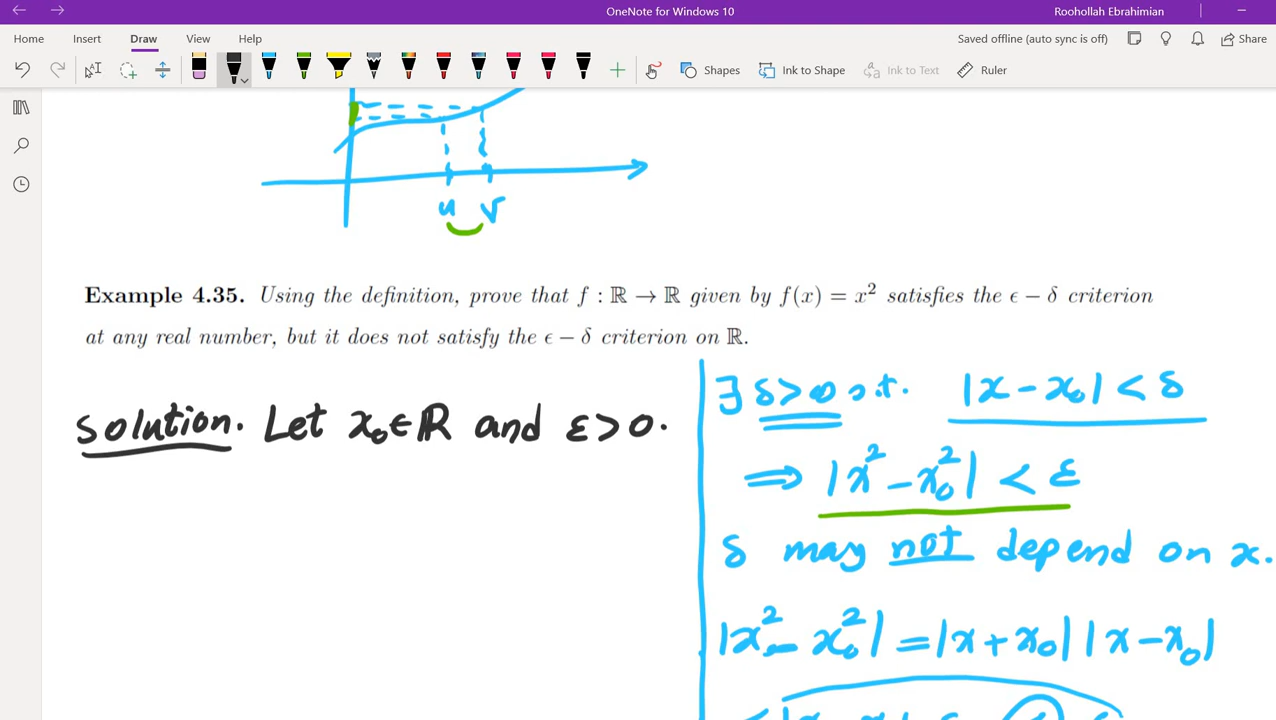 OneNote for Windows 10
Roohollah Ebrahimian
Home Insert Draw View Help
Saved offline (auto sync is off)
Share
Shapes Ink to Shape Ink to Text Ruler
u v
Example 4.35. Using the definition, prove that f : ℝ → ℝ given by f(x) = x² satisfies the ϵ − δ criterion
at any real number, but it does not satisfy the ϵ − δ criterion on ℝ.
Solution. Let x₀ ∈ ℝ and ε > 0.
∃ δ > 0 s.t. |x − x₀| < δ
⟹ |x² − x₀²| < ε
δ may not depend on x.
|x² − x₀²| = |x + x₀| |x − x₀|